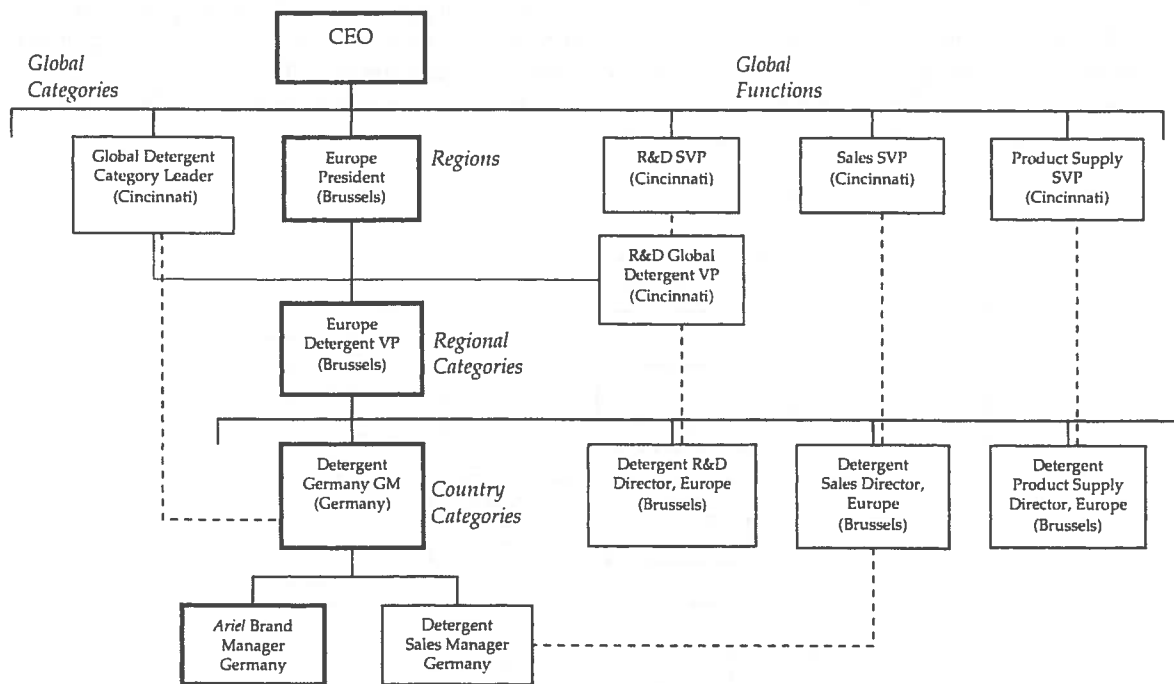 CEO
Global
Categories
Global
Functions
Global Detergent
Category Leader
(Cincinnati)
Europe
President
(Brussels)
Regions
R&D SVP
(Cincinnati)
Sales SVP
(Cincinnati)
Product Supply
SVP
(Cincinnati)
R&D Global
Detergent VP
(Cincinnati)
Europe
Detergent VP
(Brussels)
Regional
Categories
Detergent
Germany GM
(Germany)
Country
Categories
Detergent R&D
Director, Europe
(Brussels)
Detergent
Sales Director,
Europe
(Brussels)
Detergent
Product Supply
Director, Europe
(Brussels)
Ariel Brand
Manager
Germany
Detergent
Sales Manager
Germany